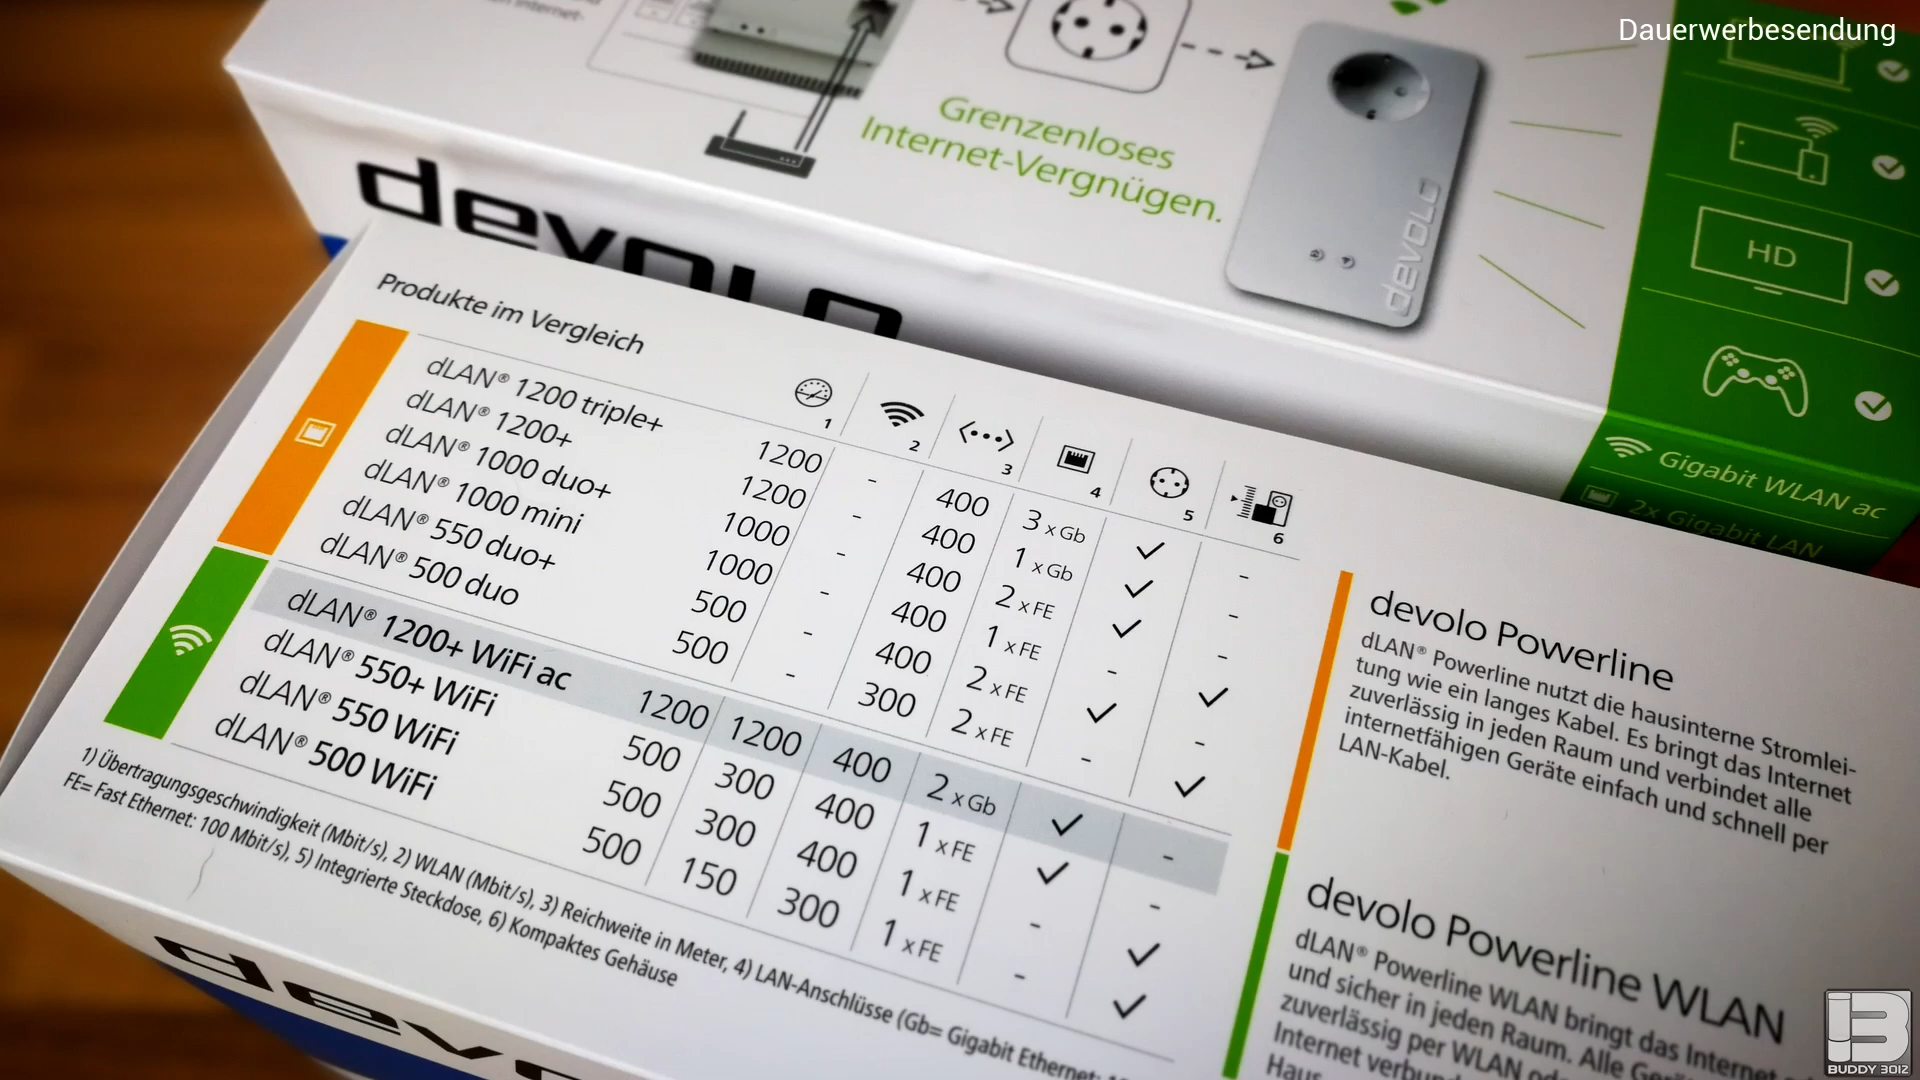 Dauerwerbesendung
Internet-
Grenzenloses
Internet-Vergnügen.
devolo
HD
Gigabit WLAN ac
2x Gigabit LAN
devolo
Produkte im Vergleich
1 2 3 4 5 6
dLAN® 1200 triple+ 1200 - 400 3 x Gb ✓ -
dLAN® 1200+ 1200 - 400 1 x Gb ✓ -
dLAN® 1000 duo+ 1000 - 400 2 x FE ✓ -
dLAN® 1000 mini 1000 - 400 1 x FE - ✓
dLAN® 550 duo+ 500 - 400 2 x FE ✓ -
dLAN® 500 duo 500 - 300 2 x FE - ✓
dLAN® 1200+ WiFi ac 1200 1200 400 2 x Gb ✓ -
dLAN® 550+ WiFi 500 300 400 1 x FE ✓ -
dLAN® 550 WiFi 500 300 400 1 x FE - ✓
dLAN® 500 WiFi 500 150 300 1 x FE - ✓
1) Übertragungsgeschwindigkeit (Mbit/s), 2) WLAN (Mbit/s), 3) Reichweite in Meter, 4) LAN-Anschlüsse (Gb= Gigabit Ethernet:
FE= Fast Ethernet: 100 Mbit/s), 5) Integrierte Steckdose, 6) Kompaktes Gehäuse
devolo Powerline
dLAN® Powerline nutzt die hausinterne Stromlei-
tung wie ein langes Kabel. Es bringt das Internet
zuverlässig in jeden Raum und verbindet alle
internetfähigen Geräte einfach und schnell per
LAN-Kabel.
devolo Powerline WLAN
dLAN® Powerline WLAN bringt das Internet
und sicher in jeden Raum. Alle
zuverlässig per WLAN
Internet
Haus
devo
BUDDY 3012